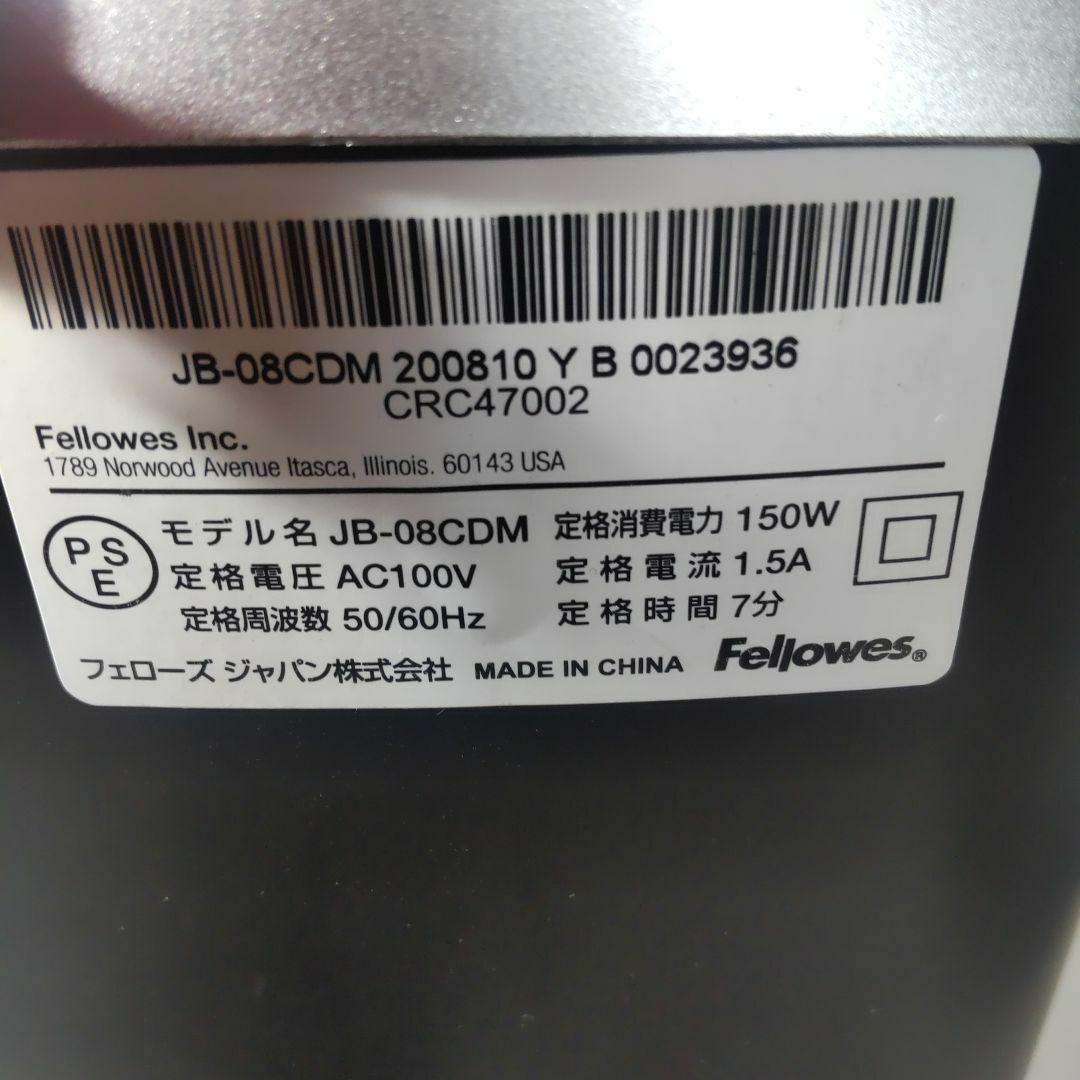 JB-08CDM 200810 Y B 0023936
CRC47002
Fellowes Inc.
1789 Norwood Avenue Itasca, Illinois. 60143 USA
PSE
モデル名 JB-08CDM 定格消費電力 150W
定格電圧 AC100V 定格電流 1.5A
定格周波数 50/60Hz 定格時間 7分
フェローズ ジャパン株式会社 MADE IN CHINA Fellowes®